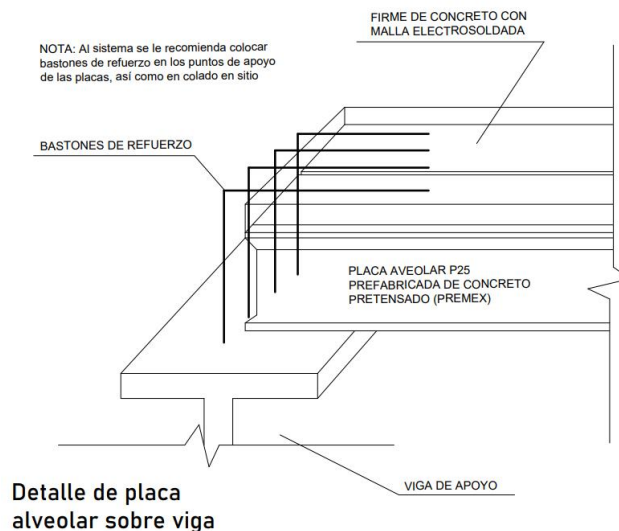 FIRME DE CONCRETO CON
MALLA ELECTROSOLDADA
NOTA: Al sistema se le recomienda colocar
bastones de refuerzo en los puntos de apoyo
de las placas, así como en colado en sitio
BASTONES DE REFUERZO
PLACA AVEOLAR P25
PREFABRICADA DE CONCRETO
PRETENSADO (PREMEX)
VIGA DE APOYO
Detalle de placa
alveolar sobre viga